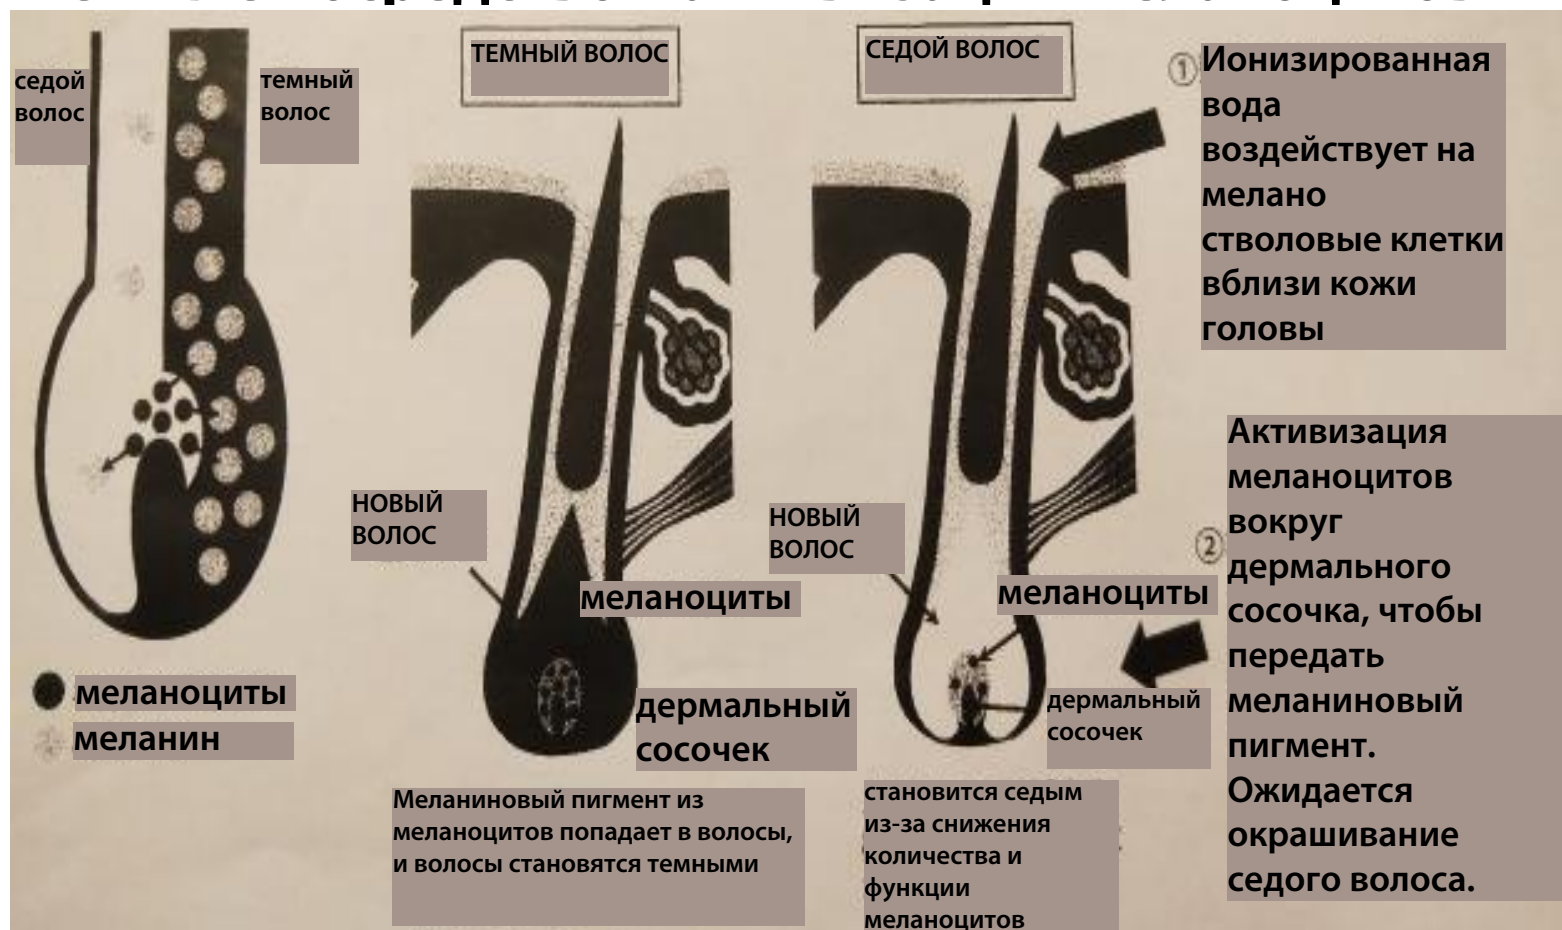 седой
волос
темный
волос
ТЕМНЫЙ ВОЛОС
СЕДОЙ ВОЛОС
①
Ионизированная
вода
воздействует на
мелано
стволовые клетки
вблизи кожи
головы
НОВЫЙ
ВОЛОС
меланоциты
дермальный
сосочек
НОВЫЙ
ВОЛОС
меланоциты
дермальный
сосочек
②
Активизация
меланоцитов
вокруг
дермального
сосочка, чтобы
передать
меланиновый
пигмент.
Ожидается
окрашивание
седого волоса.
меланоциты
меланин
Меланиновый пигмент из
меланоцитов попадает в волосы,
и волосы становятся темными
становится седым
из-за снижения
количества и
функции
меланоцитов